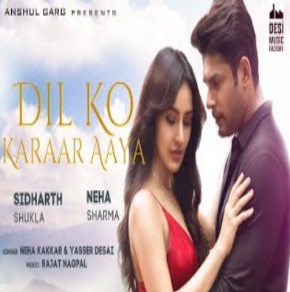 ANSHUL GARG PRESENTS
DESI
MUSIC
FACTORY
DIL KO
KARAAR AAYA
SIDHARTH
SHUKLA
NEHA
SHARMA
SINGER NEHA KAKKAR & YASSER DESAI
MUSIC RAJAT NAGPAL